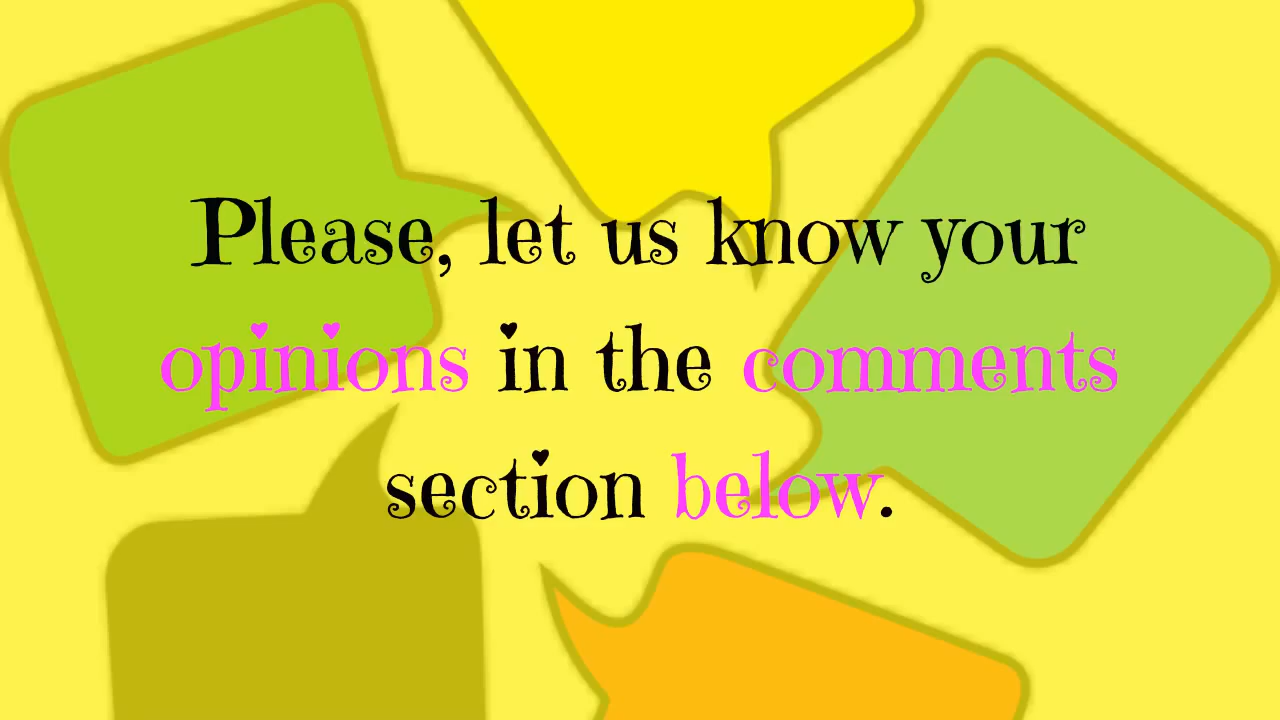 Please, let us know your
opinions in the comments
section below.